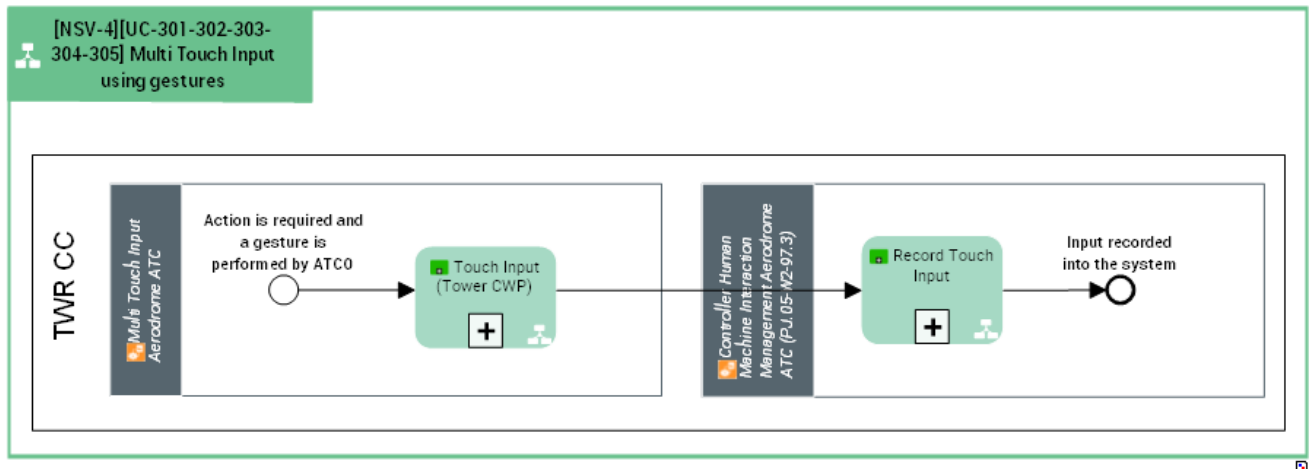 [NSV-4][UC-301-302-303-
304-305] Multi Touch Input
using gestures
TWR CC
Multi Touch Input
Aerodrome ATC
Action is required and
a gesture is
performed by ATCO
Touch Input
(Tower CWP)
Controller Human
Machine Interaction
Management Aerodrome
ATC (PJ.05-W2-97.3)
Record Touch
Input
Input recorded
into the system